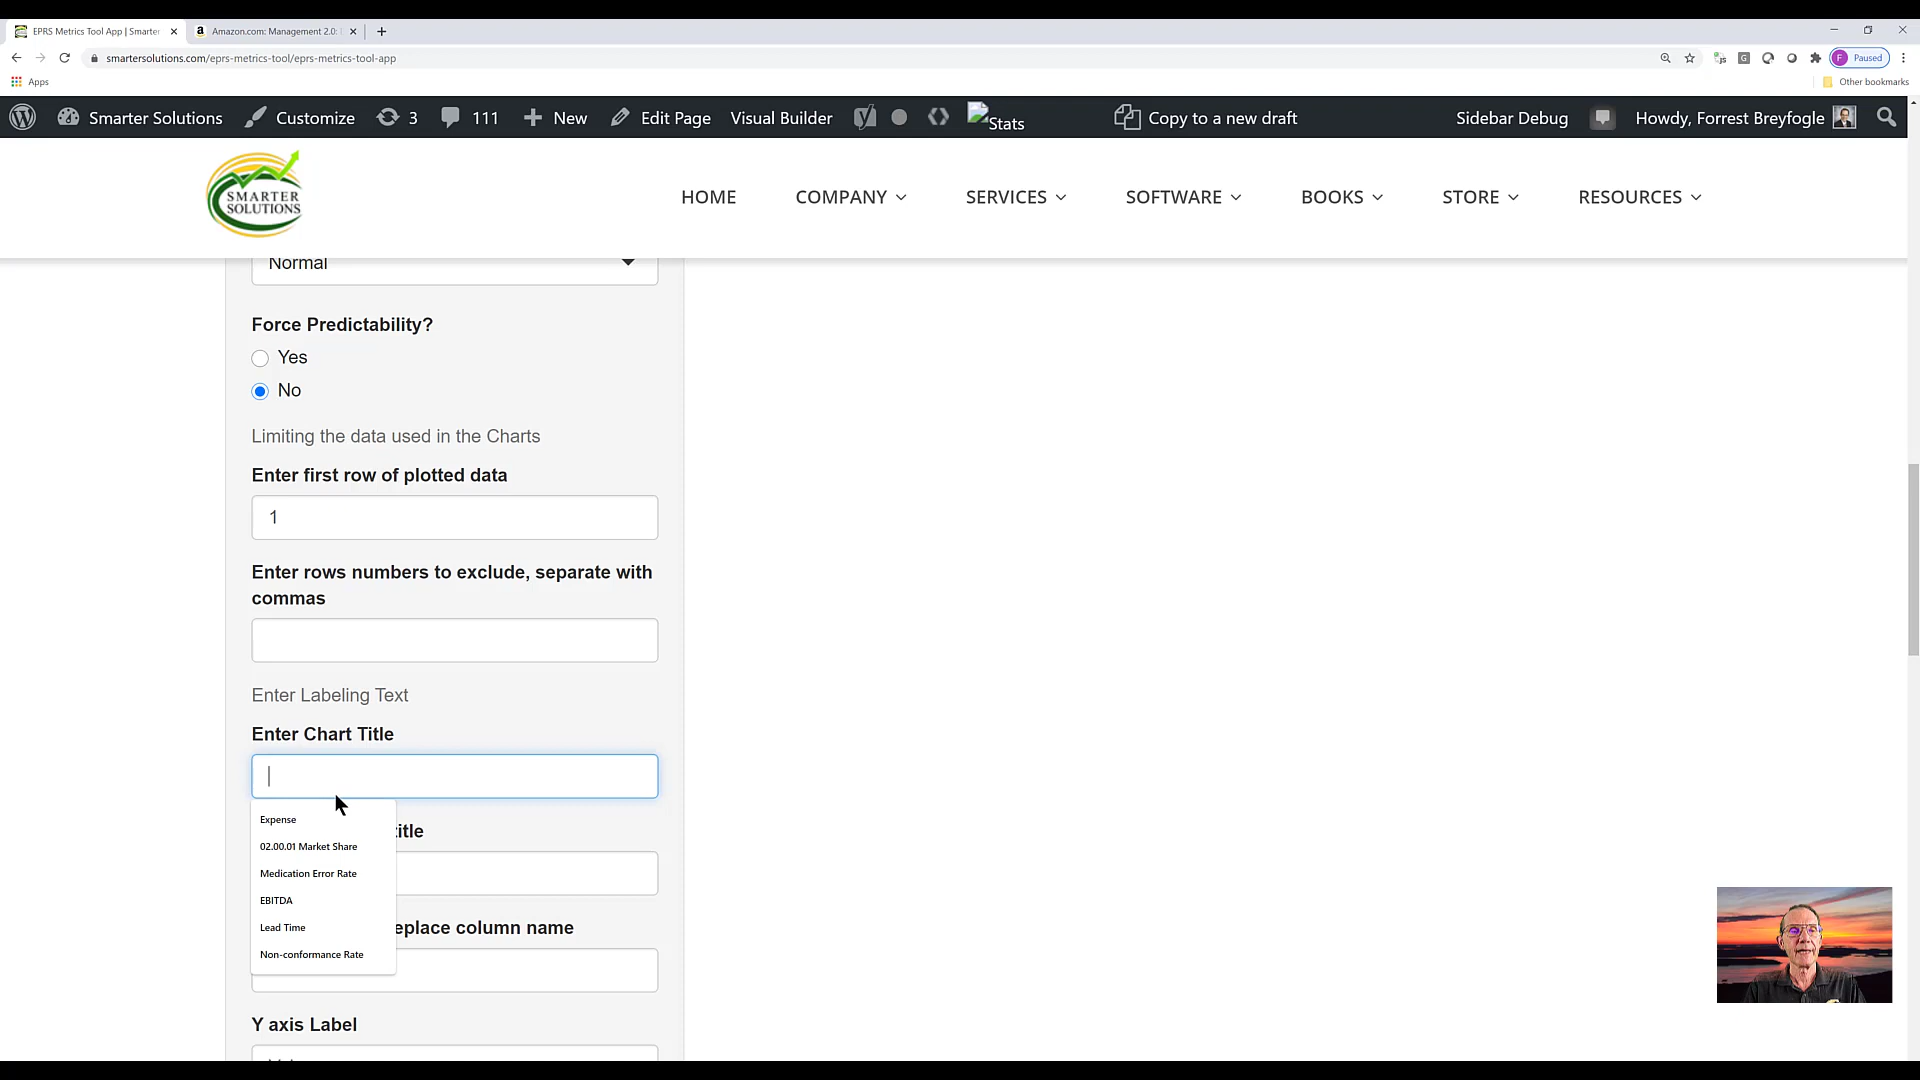 EPRS Metrics Tool App | Smarter
Amazon.com: Management 2.0:
smartersolutions.com/eprs-metrics-tool/eprs-metrics-tool-app
F Paused
Apps
Other bookmarks
Smarter Solutions
Customize
3
111
New
Edit Page
Visual Builder
Stats
Copy to a new draft
Sidebar Debug
Howdy, Forrest Breyfogle
SMARTER
SOLUTIONS
HOME
COMPANY
SERVICES
SOFTWARE
BOOKS
STORE
RESOURCES
Normal
Force Predictability?
Yes
No
Limiting the data used in the Charts
Enter first row of plotted data
1
Enter rows numbers to exclude, separate with
commas
Enter Labeling Text
Enter Chart Title
Expense
title
02.00.01 Market Share
Medication Error Rate
EBITDA
Lead Time
eplace column name
Non-conformance Rate
Y axis Label